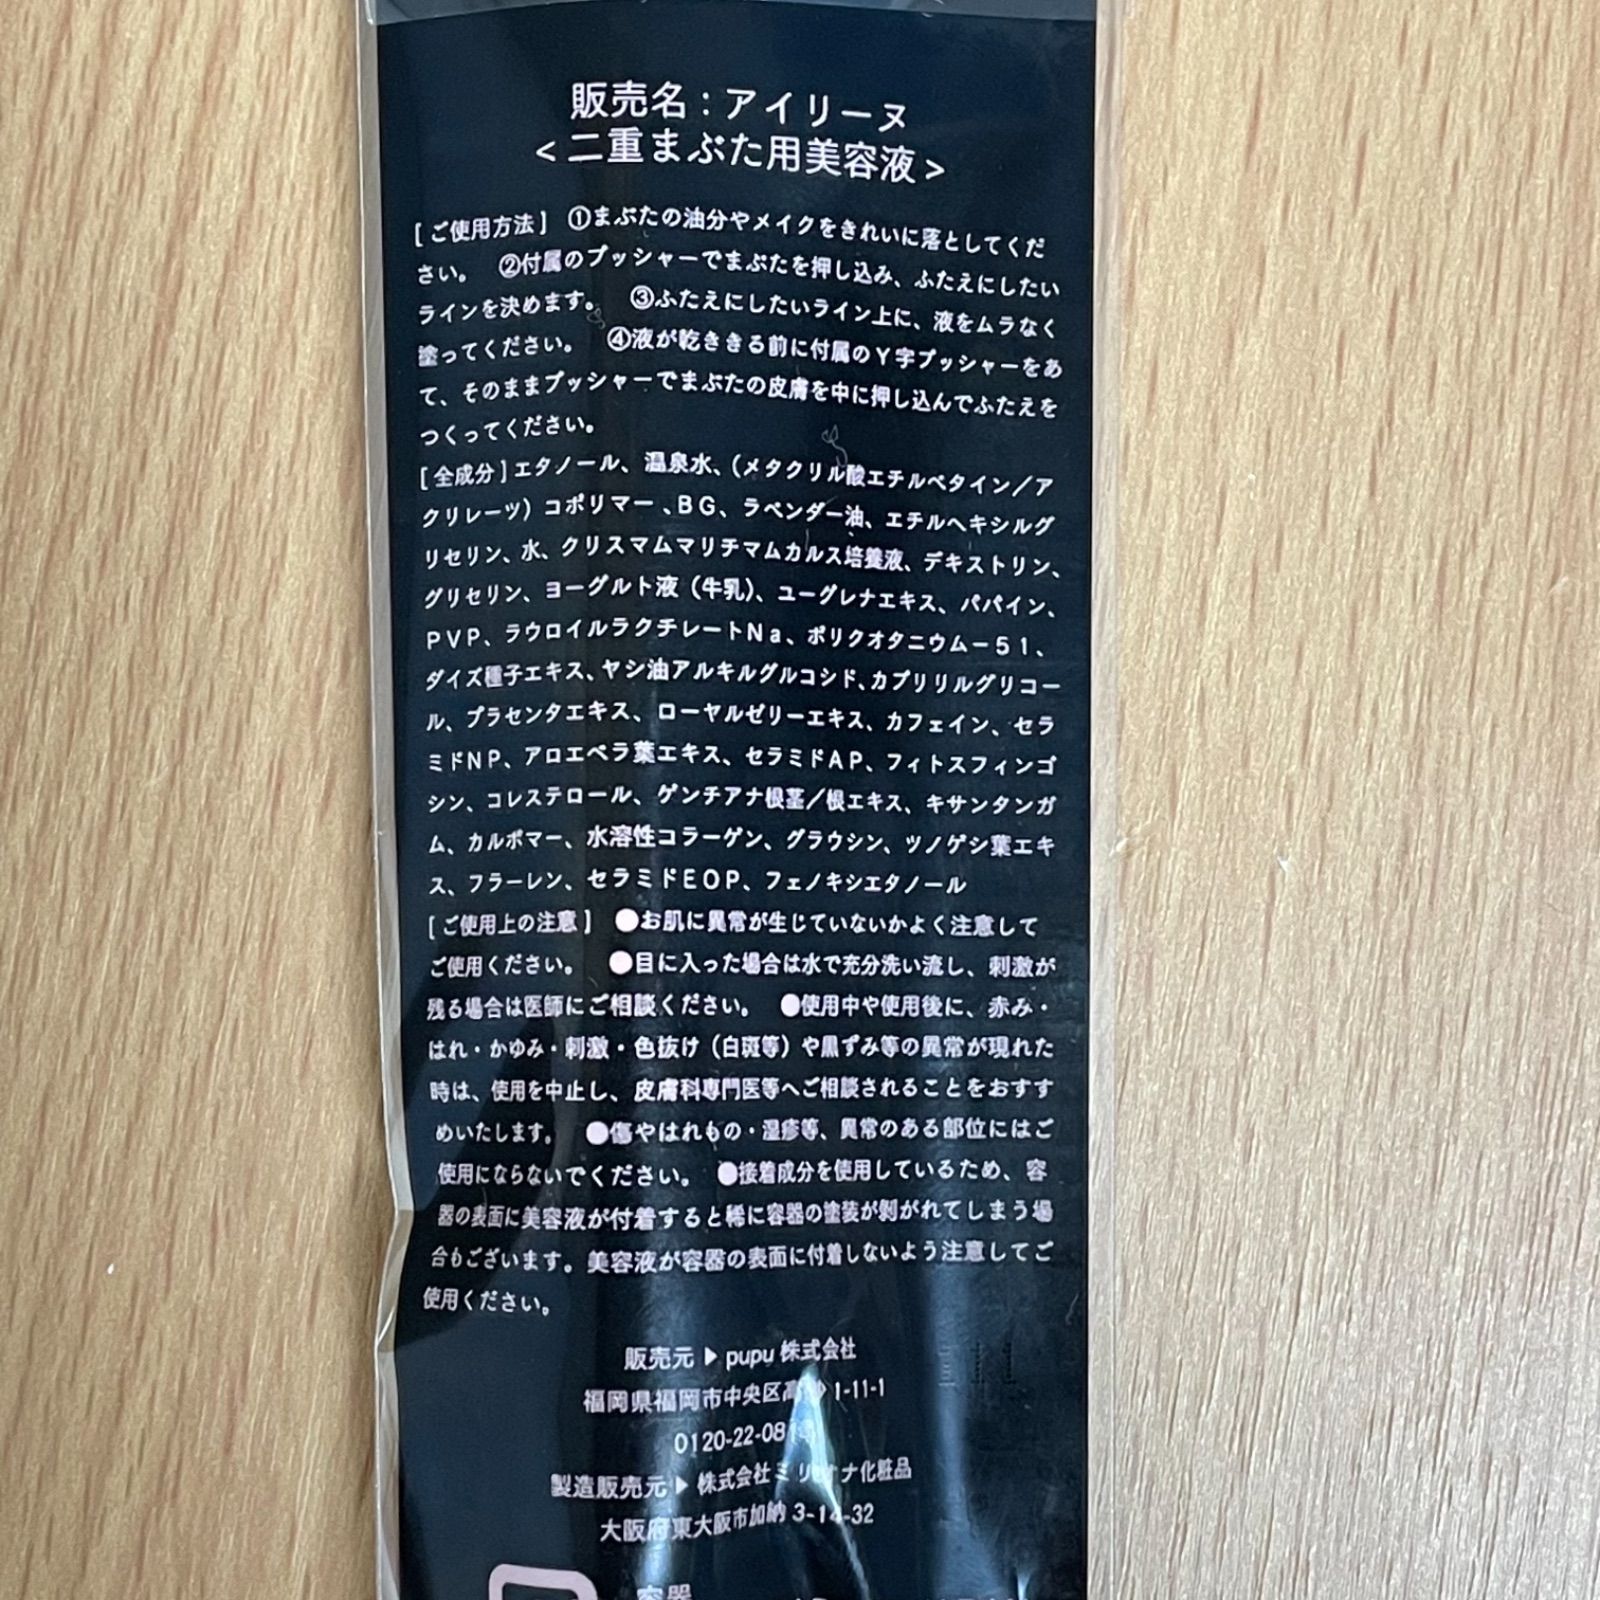 販売名：アイリーヌ
＜二重まぶた用美容液＞
[ご使用方法] ①まぶたの油分やメイクをきれいに落としてくだ
さい。 ②付属のプッシャーでまぶたを押し込み、ふたえにしたい
ラインを決めます。 ③ふたえにしたいライン上に、液をムラなく
塗ってください。 ④液が乾ききる前に付属のY字プッシャーをあ
て、そのままプッシャーでまぶたの皮膚を中に押し込んでふたえを
つくってください。
[全成分]エタノール、温泉水、(メタクリル酸エチルベタイン／ア
クリレーツ)コポリマー、BG、ラベンダー油、エチルヘキシルグ
リセリン、水、クリスマムマリチマムカルス培養液、デキストリン、
グリセリン、ヨーグルト液(牛乳)、ユーグレナエキス、パパイン、
PVP、ラウロイルラクチレートNa、ポリクオタニウム−51、
ダイズ種子エキス、ヤシ油アルキルグルコシド、カプリリルグリコー
ル、プラセンタエキス、ローヤルゼリーエキス、カフェイン、セラ
ミドNP、アロエベラ葉エキス、セラミドAP、フィトスフィンゴ
シン、コレステロール、ゲンチアナ根茎／根エキス、キサンタンガ
ム、カルボマー、水溶性コラーゲン、グラウシン、ツノゲシ葉エキ
ス、フラーレン、セラミドEOP、フェノキシエタノール
[ご使用上の注意] ●お肌に異常が生じていないかよく注意して
ご使用ください。 ●目に入った場合は水で充分洗い流し、刺激が
残る場合は医師にご相談ください。 ●使用中や使用後に、赤み・
はれ・かゆみ・刺激・色抜け(白斑等)や黒ずみ等の異常が現れた
時は、使用を中止し、皮膚科専門医等へご相談されることをおすす
めいたします。 ●傷やはれもの・湿疹等、異常のある部位にはご
使用にならないでください。 ●接着成分を使用しているため、容
器の表面に美容液が付着すると稀に容器の塗装が剝がれてしまう場
合もございます。美容液が容器の表面に付着しないよう注意してご
使用ください。
販売元▶pupu 株式会社
福岡県福岡市中央区高 1-11-1
0120-22-08
製造販売元▶株式会社ミリオナ化粧品
大阪府東大阪市加納 3-14-32
容器